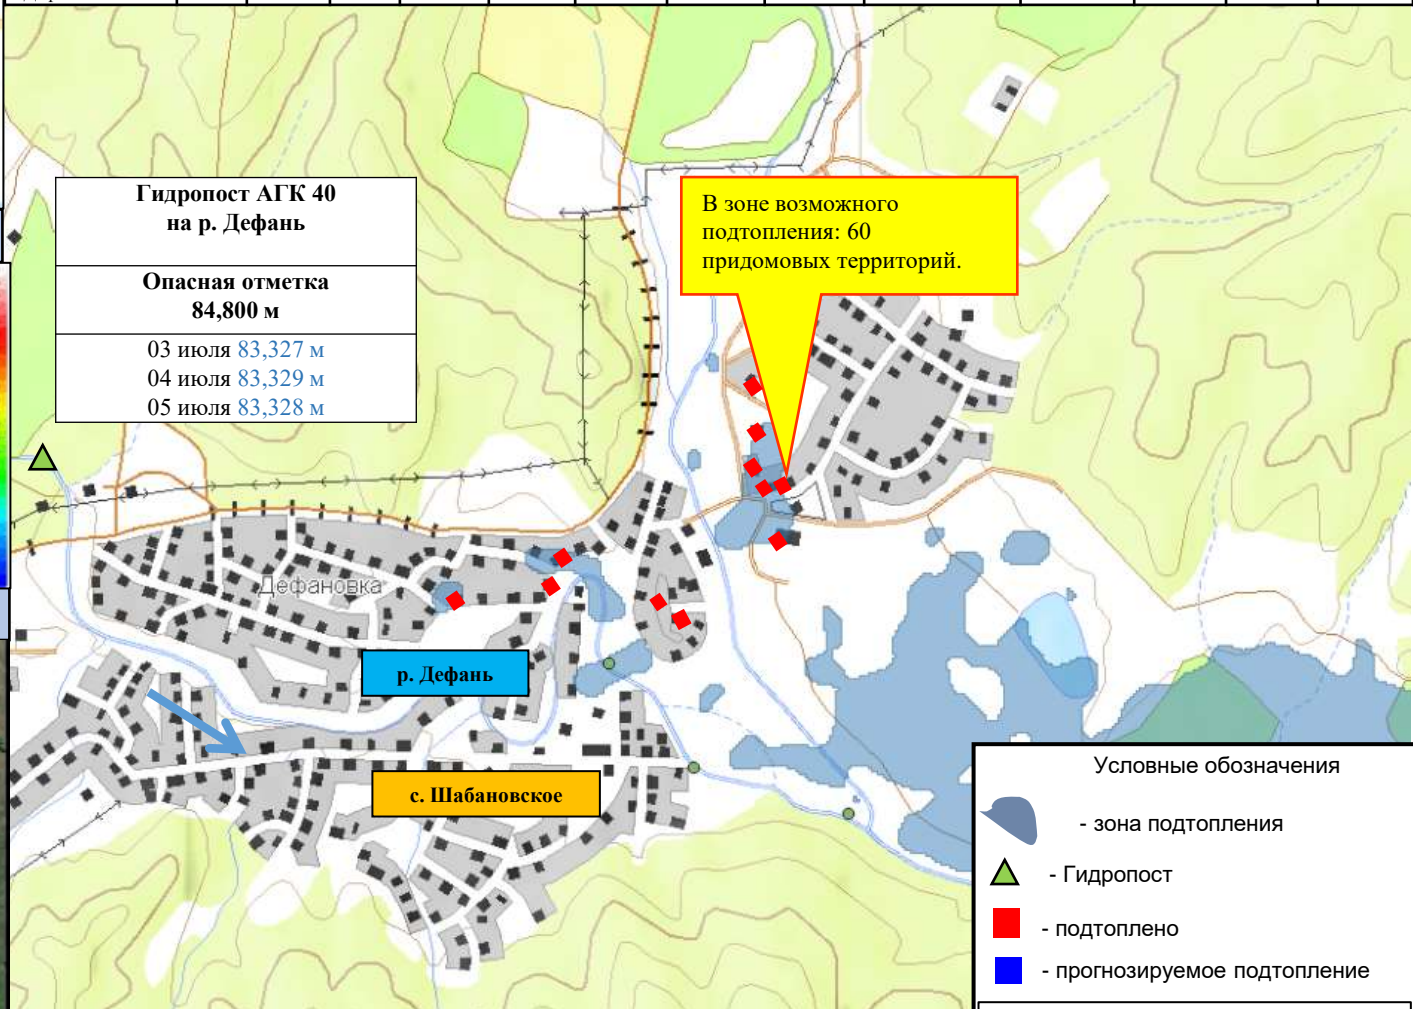 Гидропост АГК 40
на р. Дефань
Опасная отметка
84,800 м
03 июля 83,327 м
04 июля 83,329 м
05 июля 83,328 м
В зоне возможного
подтопления: 60
придомовых территорий.
Дефановка
р. Дефань
с. Шабановское
Условные обозначения
- зона подтопления
- Гидропост
- подтоплено
- прогнозируемое подтопление